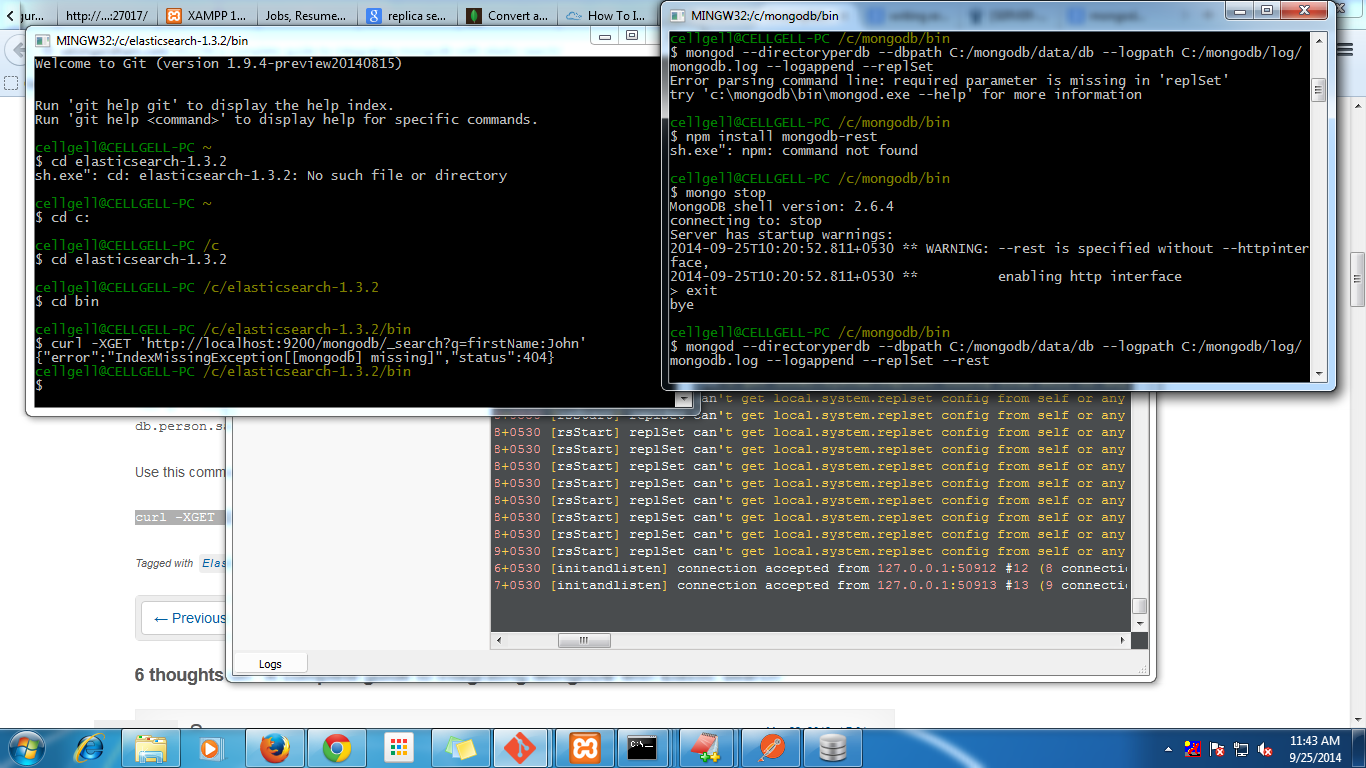 gur...
http://...:27017/
XAMPP 1...
Jobs, Resume...
replica se...
Convert a...
How To I...
MINGW32:/c/elasticsearch-1.3.2/bin
Welcome to Git (version 1.9.4-preview20140815)
Run 'git help git' to display the help index.
Run 'git help <command>' to display help for specific commands.
cellgell@CELLGELL-PC ~
$ cd elasticsearch-1.3.2
sh.exe": cd: elasticsearch-1.3.2: No such file or directory
cellgell@CELLGELL-PC ~
$ cd c:
cellgell@CELLGELL-PC /c
$ cd elasticsearch-1.3.2
cellgell@CELLGELL-PC /c/elasticsearch-1.3.2
$ cd bin
cellgell@CELLGELL-PC /c/elasticsearch-1.3.2/bin
$ curl -XGET 'http://localhost:9200/mongodb/_search?q=firstName:John'
{"error":"IndexMissingException[[mongodb] missing]","status":404}
cellgell@CELLGELL-PC /c/elasticsearch-1.3.2/bin
$
MINGW32:/c/mongodb/bin
cellgell@CELLGELL-PC /c/mongodb/bin
$ mongod --directoryperdb --dbpath C:/mongodb/data/db --logpath C:/mongodb/log/
mongodb.log --logappend --replSet
Error parsing command line: required parameter is missing in 'replSet'
try 'c:\mongodb\bin\mongod.exe --help' for more information
cellgell@CELLGELL-PC /c/mongodb/bin
$ npm install mongodb-rest
sh.exe": npm: command not found
cellgell@CELLGELL-PC /c/mongodb/bin
$ mongo stop
MongoDB shell version: 2.6.4
connecting to: stop
Server has startup warnings:
2014-09-25T10:20:52.811+0530 ** WARNING: --rest is specified without --httpinter
face,
2014-09-25T10:20:52.811+0530 **          enabling http interface
> exit
bye
cellgell@CELLGELL-PC /c/mongodb/bin
$ mongod --directoryperdb --dbpath C:/mongodb/data/db --logpath C:/mongodb/log/
mongodb.log --logappend --replSet --rest
can't get local.system.replset config from self or any
8+0530 [rsStart] replSet can't get local.system.replset config from self or any
8+0530 [rsStart] replSet can't get local.system.replset config from self or any
8+0530 [rsStart] replSet can't get local.system.replset config from self or any
8+0530 [rsStart] replSet can't get local.system.replset config from self or any
8+0530 [rsStart] replSet can't get local.system.replset config from self or any
8+0530 [rsStart] replSet can't get local.system.replset config from self or any
8+0530 [rsStart] replSet can't get local.system.replset config from self or any
8+0530 [rsStart] replSet can't get local.system.replset config from self or any
9+0530 [rsStart] replSet can't get local.system.replset config from self or any
6+0530 [initandlisten] connection accepted from 127.0.0.1:50912 #12 (8 connecti
7+0530 [initandlisten] connection accepted from 127.0.0.1:50913 #13 (9 connecti
Logs
db.person.sa
Use this comm
curl -XGET
Tagged with Elas
← Previous
6 thoughts
11:43 AM
9/25/2014